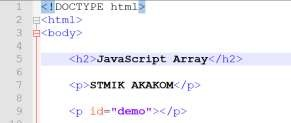 1 <!DOCTYPE html>
2 <html>
3 <body>
4
5 <h2>JavaScript Array</h2>
6
7 <p>STMIK AKAKOM</p>
8
9 <p id="demo"></p>